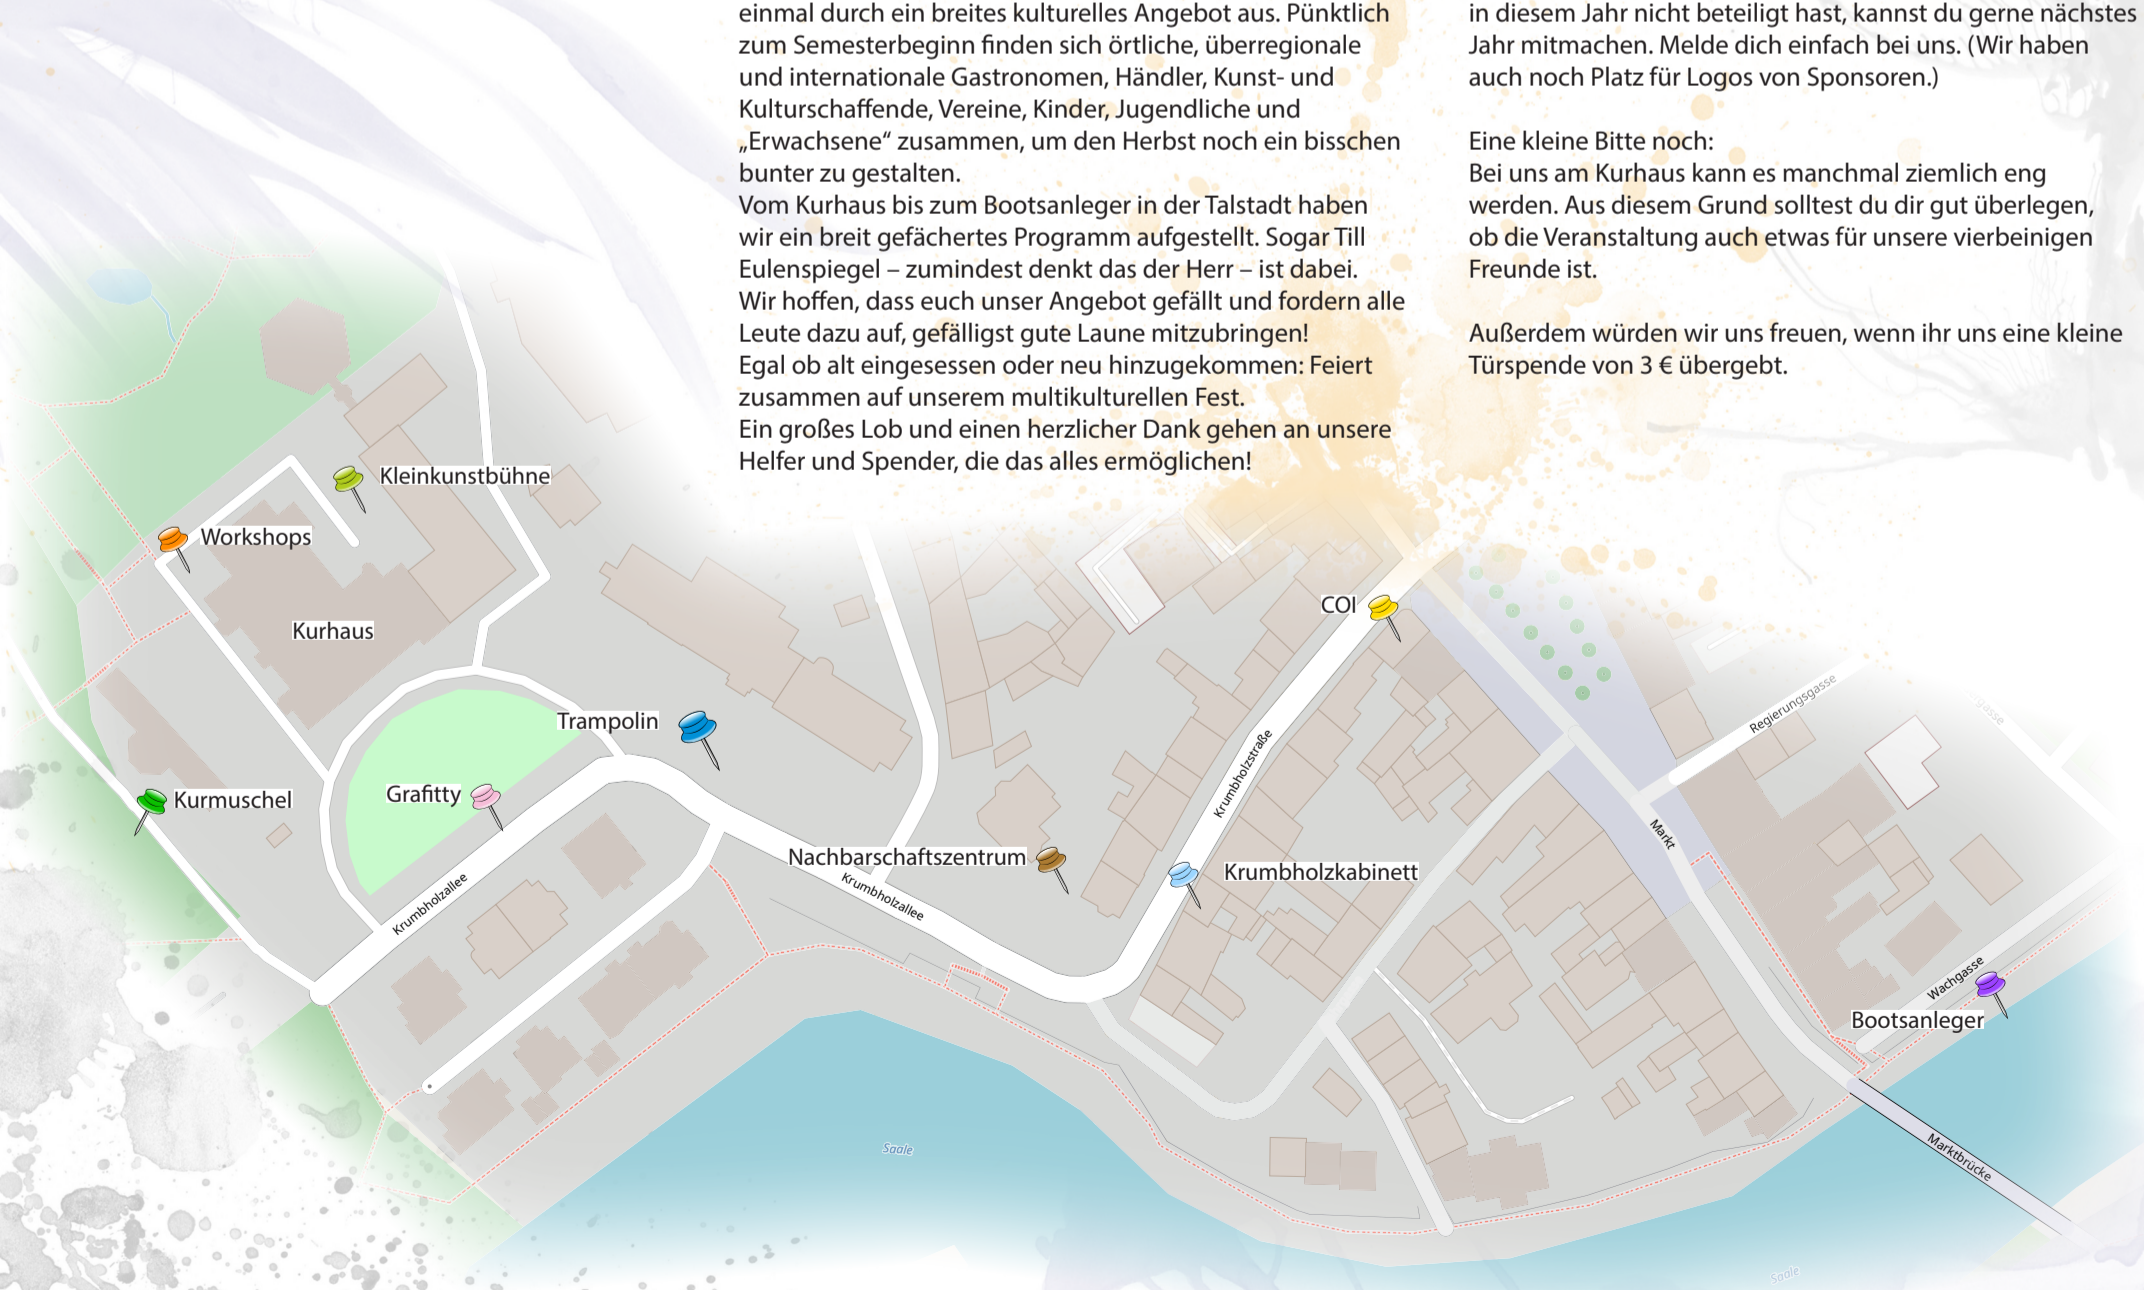 einmal durch ein breites kulturelles Angebot aus. Pünktlich
zum Semesterbeginn finden sich örtliche, überregionale
und internationale Gastronomen, Händler, Kunst- und
Kulturschaffende, Vereine, Kinder, Jugendliche und
„Erwachsene“ zusammen, um den Herbst noch ein bisschen
bunter zu gestalten.
Vom Kurhaus bis zum Bootsanleger in der Talstadt haben
wir ein breit gefächertes Programm aufgestellt. Sogar Till
Eulenspiegel – zumindest denkt das der Herr – ist dabei.
Wir hoffen, dass euch unser Angebot gefällt und fordern alle
Leute dazu auf, gefälligst gute Laune mitzubringen!
Egal ob alt eingesessen oder neu hinzugekommen: Feiert
zusammen auf unserem multikulturellen Fest.
Ein großes Lob und einen herzlicher Dank gehen an unsere
Helfer und Spender, die das alles ermöglichen!
in diesem Jahr nicht beteiligt hast, kannst du gerne nächstes
Jahr mitmachen. Melde dich einfach bei uns. (Wir haben
auch noch Platz für Logos von Sponsoren.)
Eine kleine Bitte noch:
Bei uns am Kurhaus kann es manchmal ziemlich eng
werden. Aus diesem Grund solltest du dir gut überlegen,
ob die Veranstaltung auch etwas für unsere vierbeinigen
Freunde ist.
Außerdem würden wir uns freuen, wenn ihr uns eine kleine
Türspende von 3 € übergebt.
Kleinkunstbühne
Workshops
Kurhaus
COI
Trampolin
Regierungsgasse
gasse
Grafitty
Kurmuschel
Krumbholzstraße
Markt
Nachbarschaftszentrum
Krumbholzkabinett
Krumbholzallee
Krumbholzallee
Wachgasse
Bootsanleger
Saale
Marktbrücke
Saale